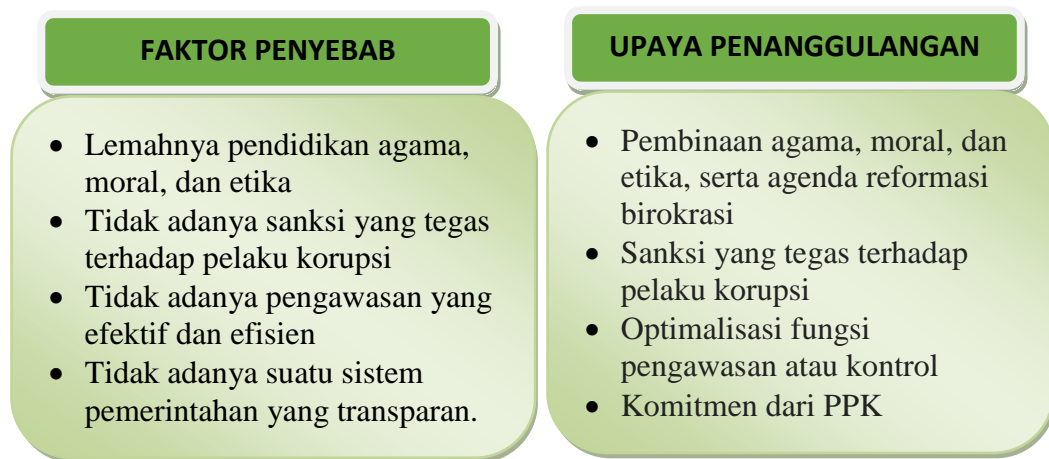 FAKTOR PENYEBAB
• Lemahnya pendidikan agama,
moral, dan etika
• Tidak adanya sanksi yang tegas
terhadap pelaku korupsi
• Tidak adanya pengawasan yang
efektif dan efisien
• Tidak adanya suatu sistem
pemerintahan yang transparan.
UPAYA PENANGGULANGAN
• Pembinaan agama, moral, dan
etika, serta agenda reformasi
birokrasi
• Sanksi yang tegas terhadap
pelaku korupsi
• Optimalisasi fungsi
pengawasan atau kontrol
• Komitmen dari PPK